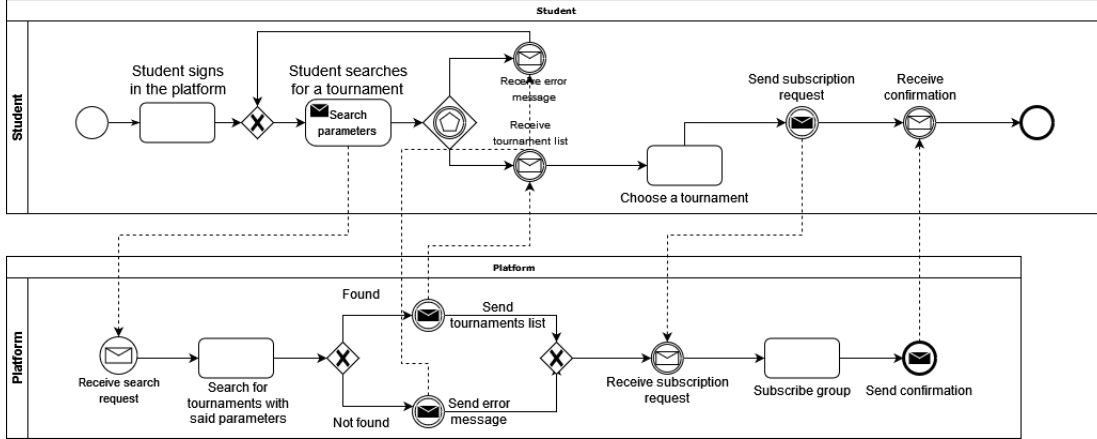 Student
Student
Student signs
in the platform
Student searches
for a tournament
Search
parameters
Receive error
message
Receive
tournament list
Choose a tournament
Send subscription
request
Receive
confirmation
Platform
Platform
Receive search
request
Search for
tournaments with
said parameters
Found
Not found
Send
tournaments list
Send error
message
Receive subscription
request
Subscribe group
Send confirmation